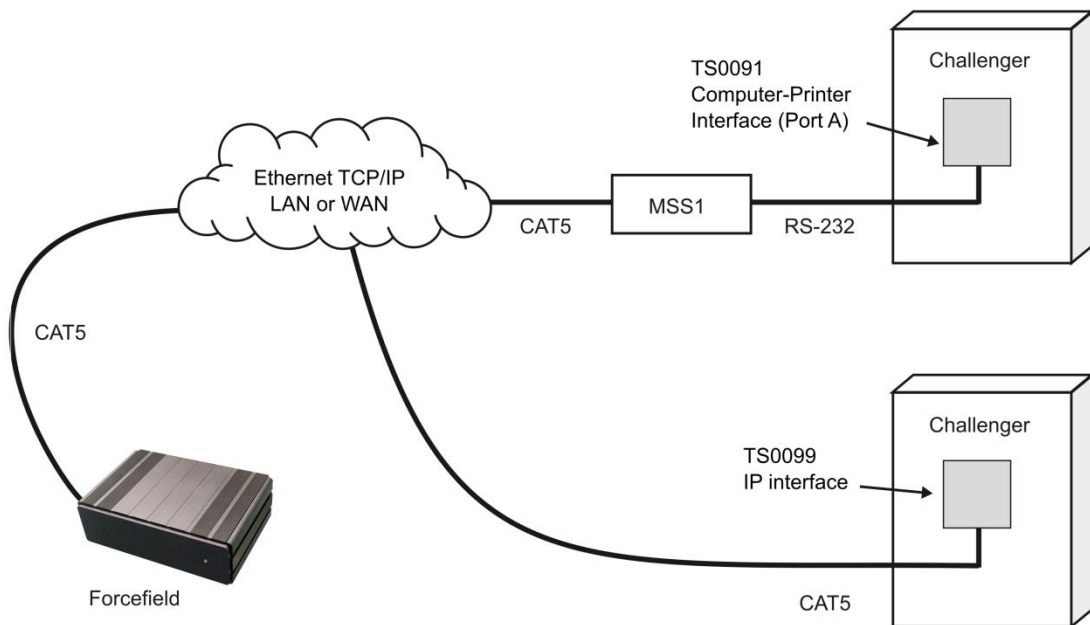 Challenger
TS0091
Computer-Printer
Interface (Port A)
Ethernet TCP/IP
LAN or WAN
CAT5
MSS1
RS-232
CAT5
Challenger
TS0099
IP interface
CAT5
Forcefield